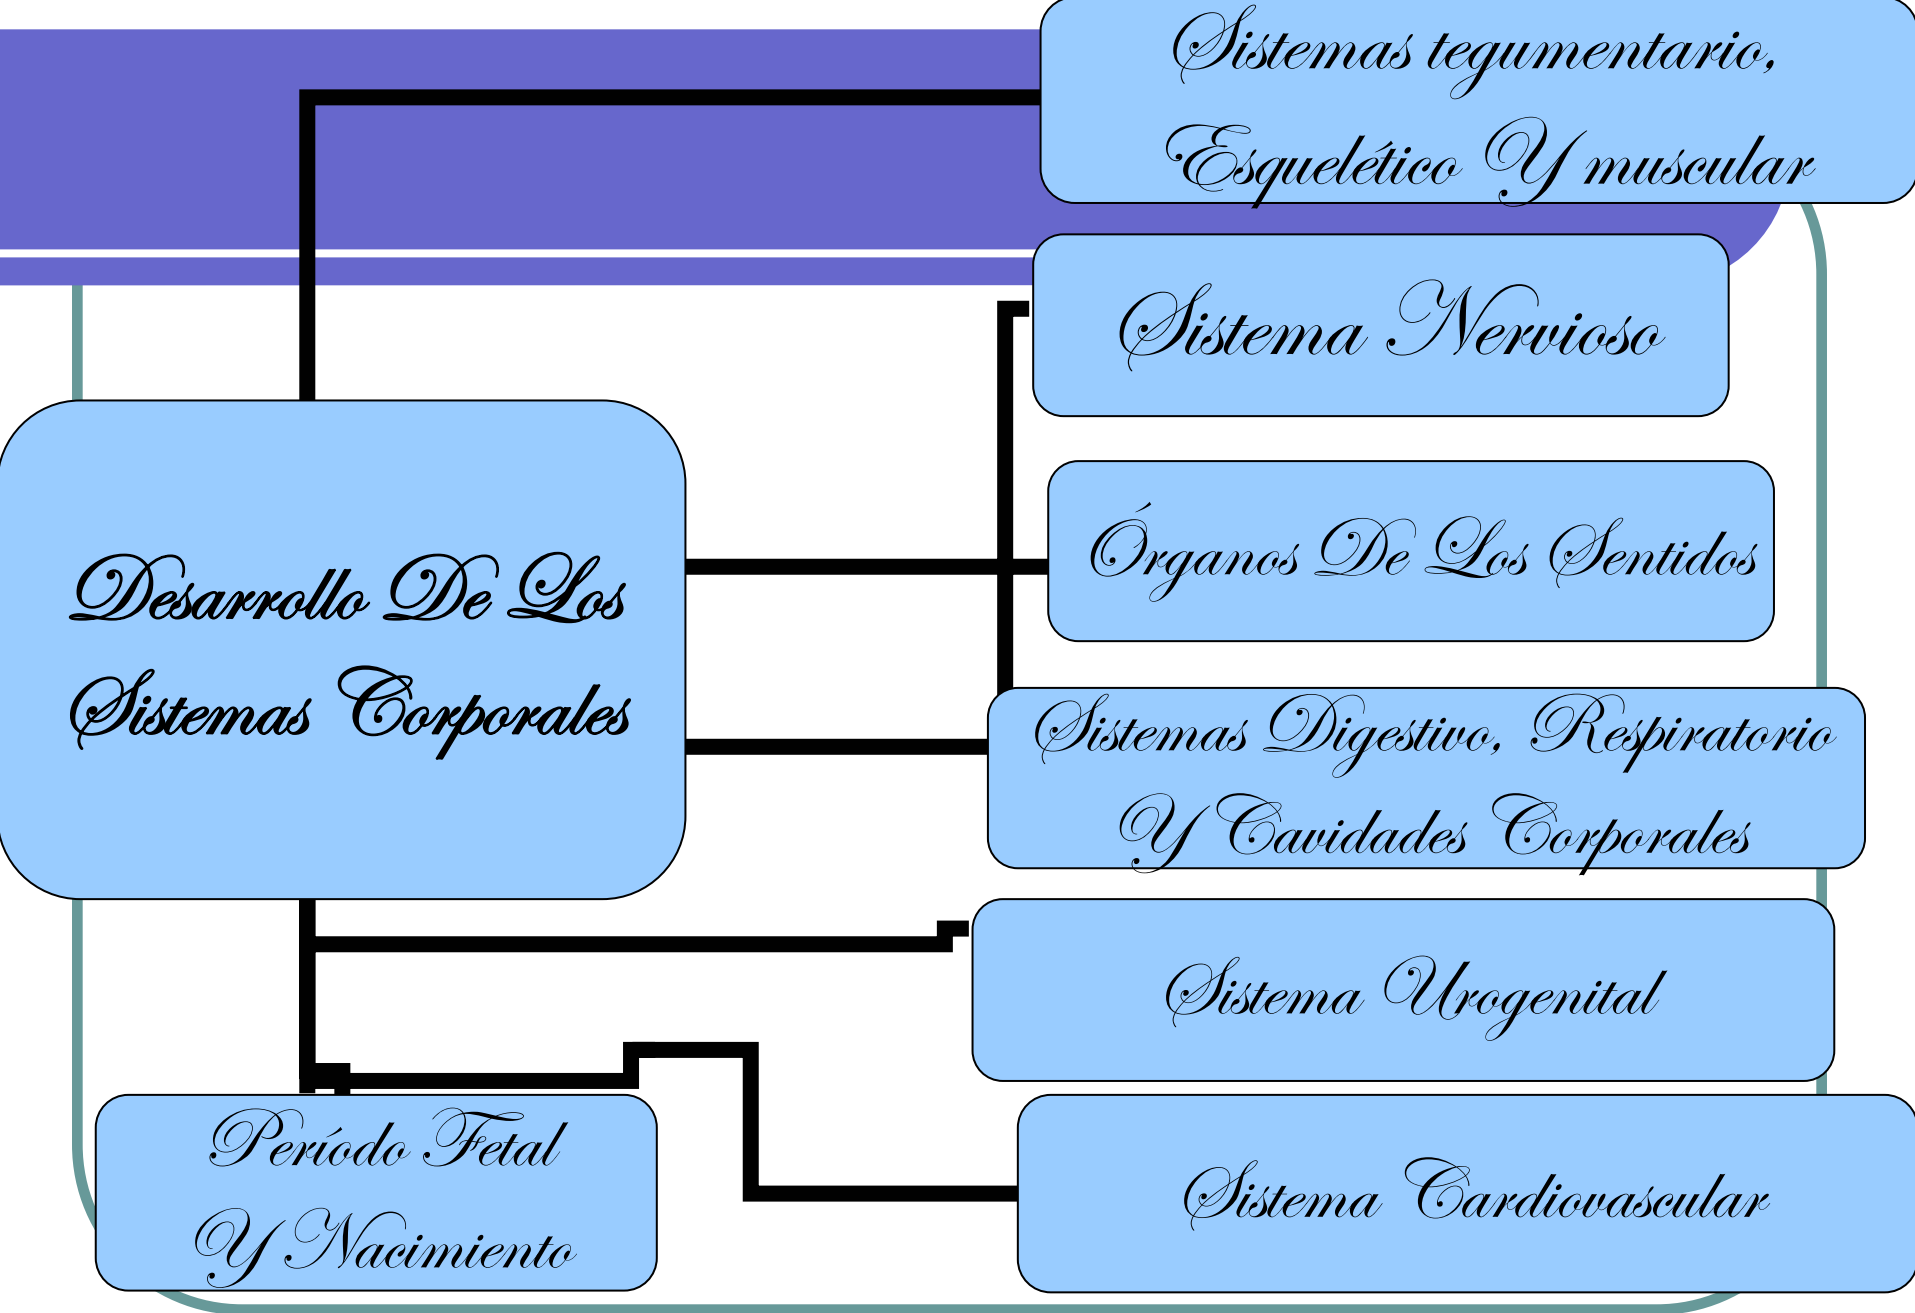 Sistemas tegumentario,
Esquelético Y muscular
Sistema Nervioso
Órganos De Los Sentidos
Desarrollo De Los
Sistemas Corporales
Sistemas Digestivo, Respiratorio
Y Cavidades Corporales
Sistema Urogenital
Período Fetal
Y Nacimiento
Sistema Cardiovascular